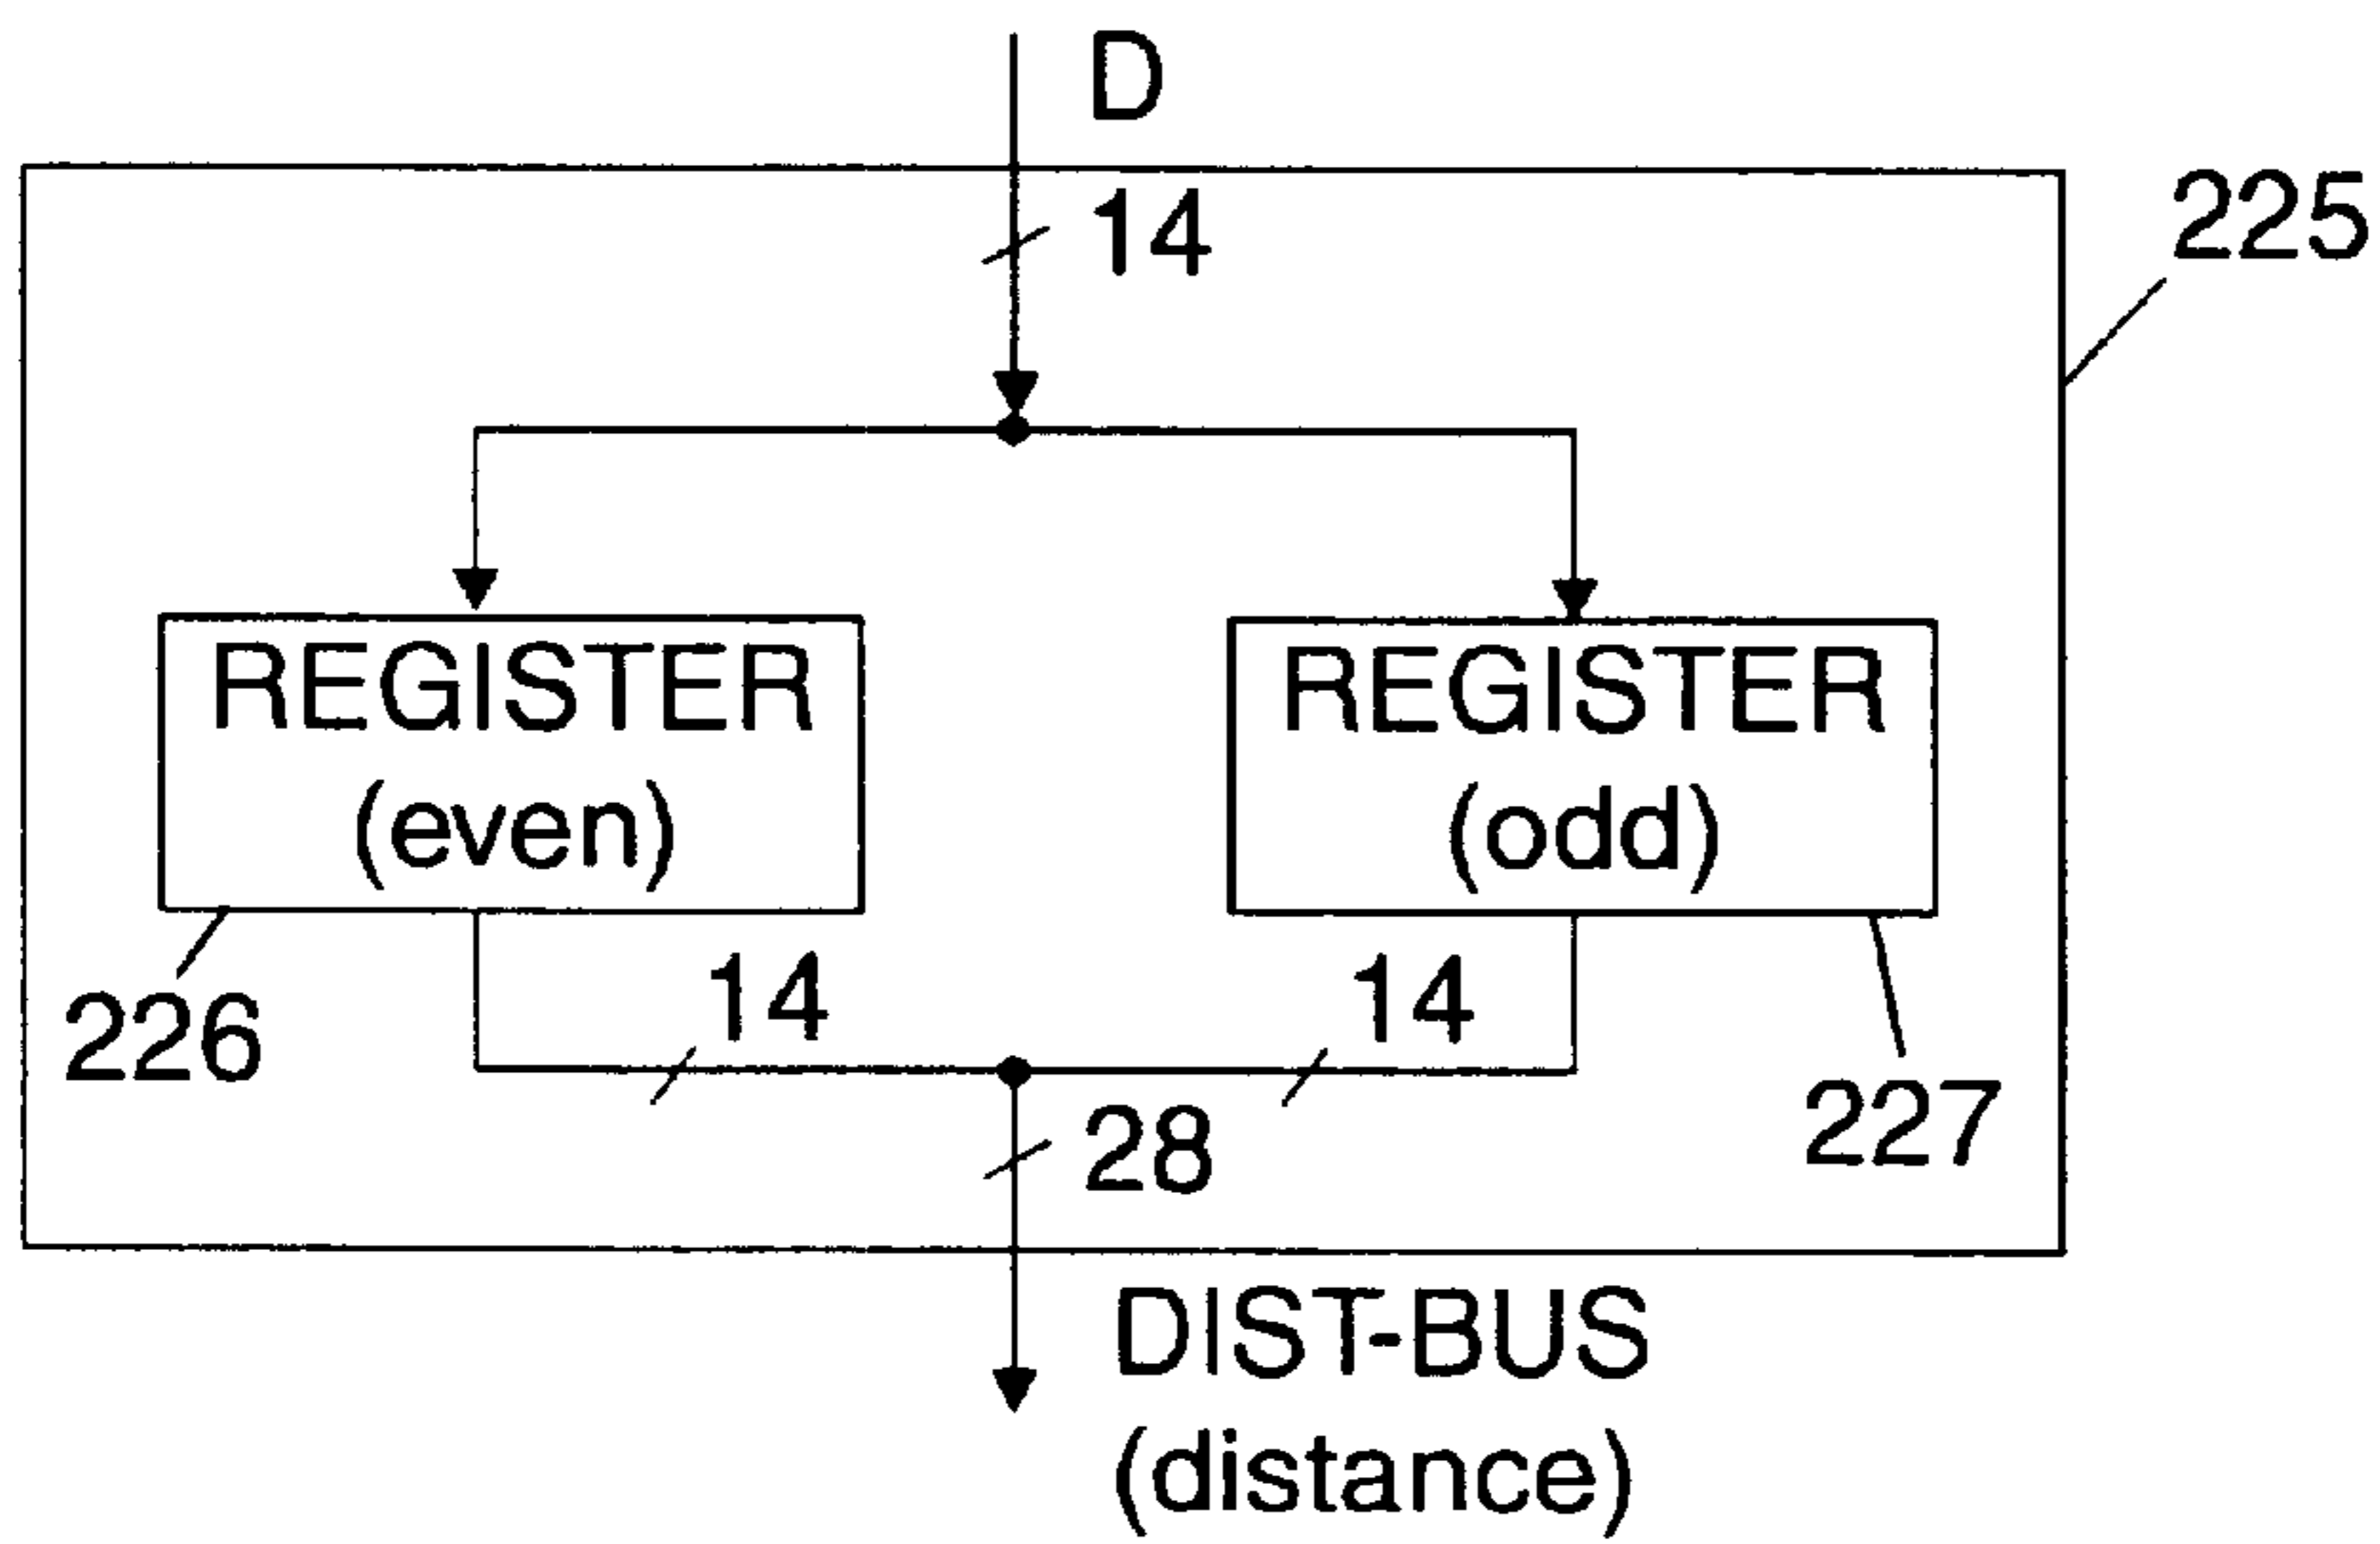 D
14
225
REGISTER
(even)
REGISTER
(odd)
14
14
226
28
227
DIST-BUS
(distance)